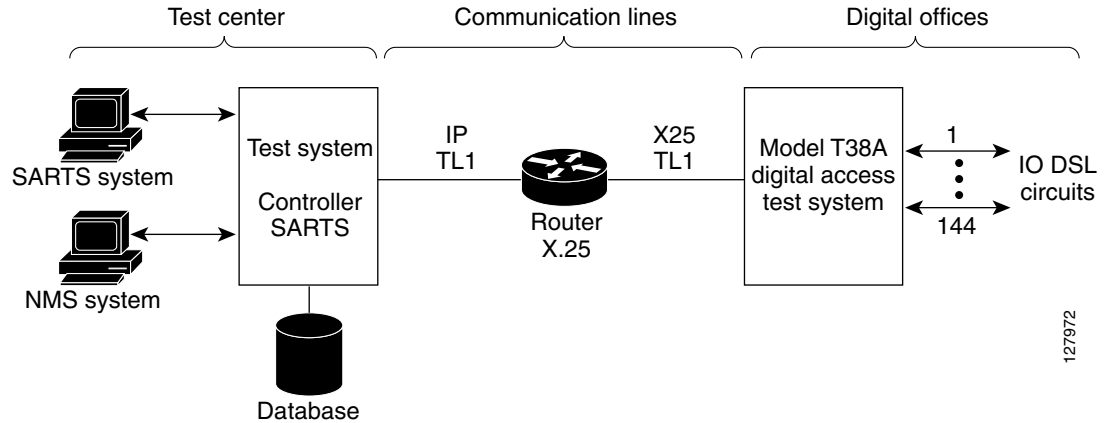 Test center
Communication lines
Digital offices
SARTS system
NMS system
Test system
Controller
SARTS
Database
IP
TL1
Router
X.25
X25
TL1
Model T38A
digital access
test system
1
144
IO DSL
circuits
127972